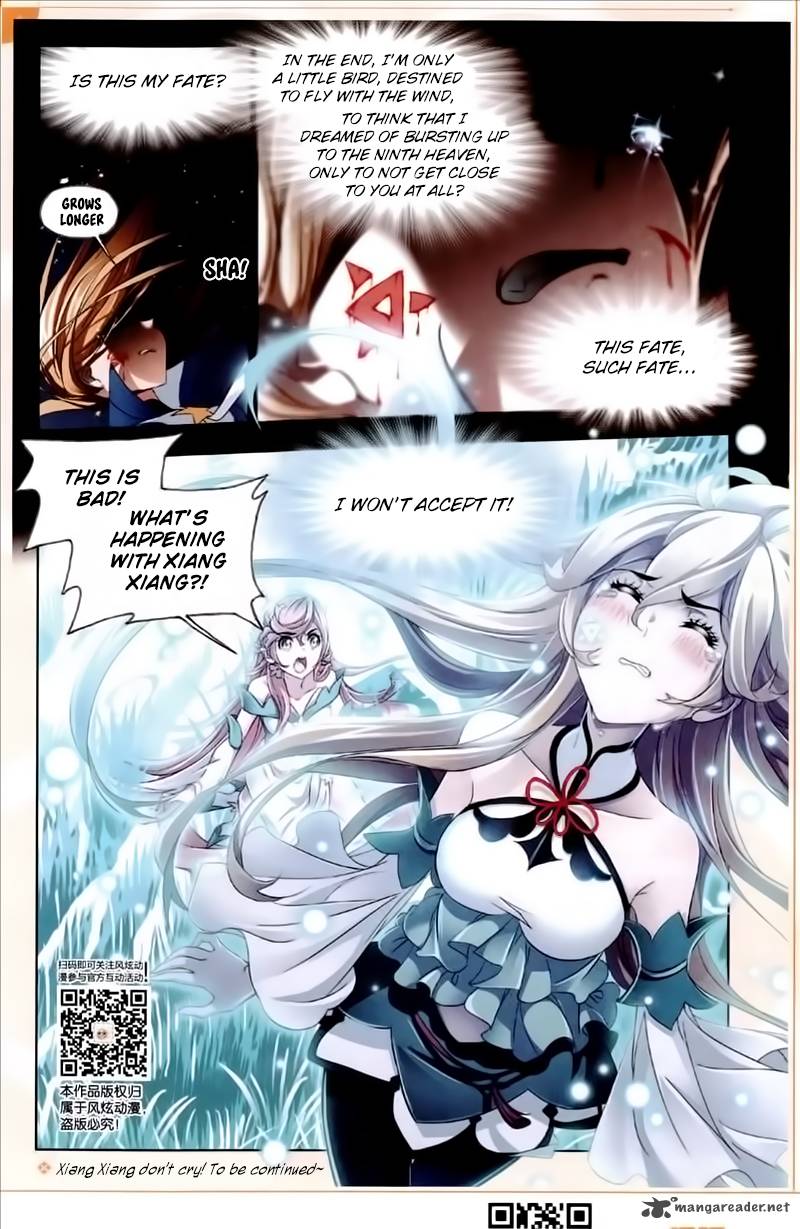 IS THIS MY FATE?
IN THE END, I'M ONLY
A LITTLE BIRD, DESTINED
TO FLY WITH THE WIND,
TO THINK THAT I
DREAMED OF BURSTING UP
TO THE NINTH HEAVEN,
ONLY TO NOT GET CLOSE
TO YOU AT ALL?
GROWS
LONGER
SHA!
THIS FATE,
SUCH FATE...
THIS IS
BAD!
WHAT'S
HAPPENING
WITH XIANG
XIANG?!
I WON'T ACCEPT IT!
扫码即可关注风炫动
漫参与官方互动活动!
本作品版权归
属于风炫动漫,
盗版必究!
Xiang Xiang don't cry! To be continued~
mangareader.net